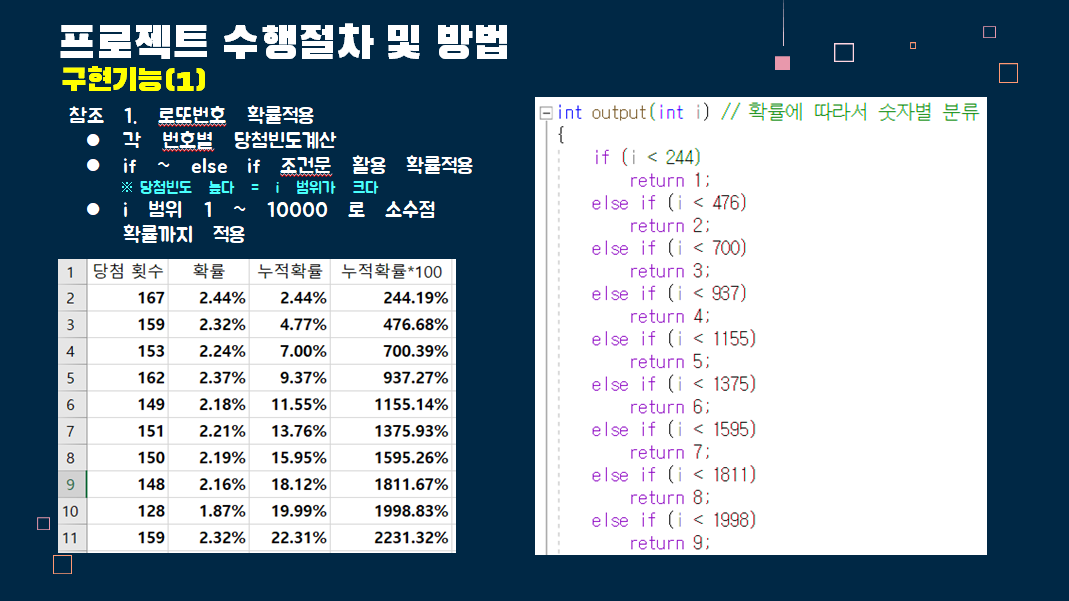 프로젝트 수행절차 및 방법
구현기능(1)
참조 1. 로또번호 확률적용
● 각 번호별 당첨빈도계산
● if ~ else if 조건문 활용 확률적용
※ 당첨빈도 높다 = i 범위가 크다
● i 범위 1 ~ 10000 로 소수점
확률까지 적용
1 당첨 횟수 확률 누적확률 누적확률*100
2 167 2.44% 2.44% 244.19%
3 159 2.32% 4.77% 476.68%
4 153 2.24% 7.00% 700.39%
5 162 2.37% 9.37% 937.27%
6 149 2.18% 11.55% 1155.14%
7 151 2.21% 13.76% 1375.93%
8 150 2.19% 15.95% 1595.26%
9 148 2.16% 18.12% 1811.67%
10 128 1.87% 19.99% 1998.83%
11 159 2.32% 22.31% 2231.32%
int output(int i) // 확률에 따라서 숫자별 분류
{
if (i < 244)
return 1;
else if (i < 476)
return 2;
else if (i < 700)
return 3;
else if (i < 937)
return 4;
else if (i < 1155)
return 5;
else if (i < 1375)
return 6;
else if (i < 1595)
return 7;
else if (i < 1811)
return 8;
else if (i < 1998)
return 9;